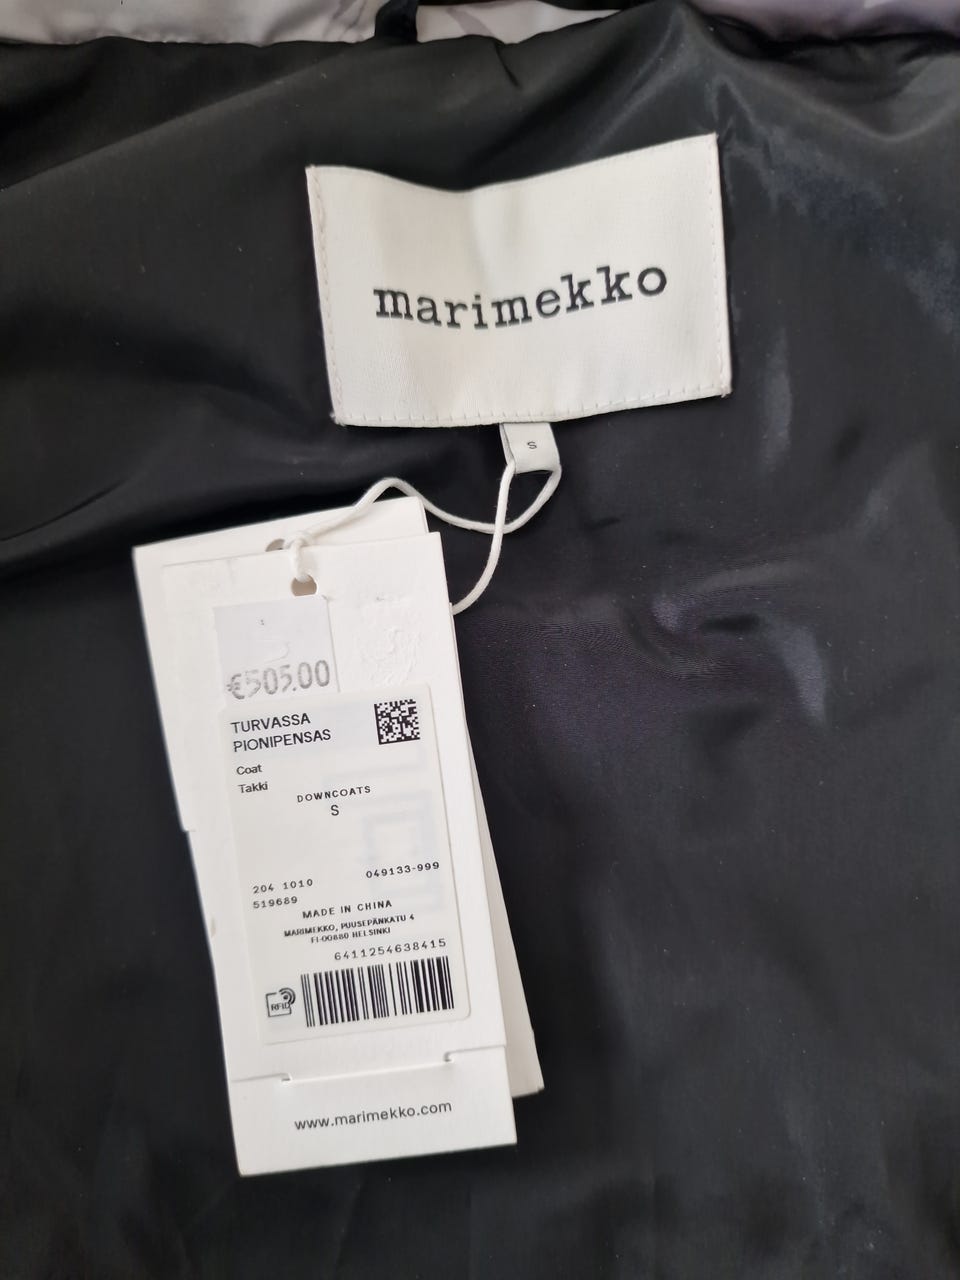 marimekko
S
1
€505.00
TURVASSA
PIONIPENSAS
Coat
Takki
DOWNCOATS
S
204 1010 049133-999
519689
MADE IN CHINA
MARIMEKKO, PUUSEPÄNKATU 4
FI-00880 HELSINKI
6411254638415
RFID
www.marimekko.com